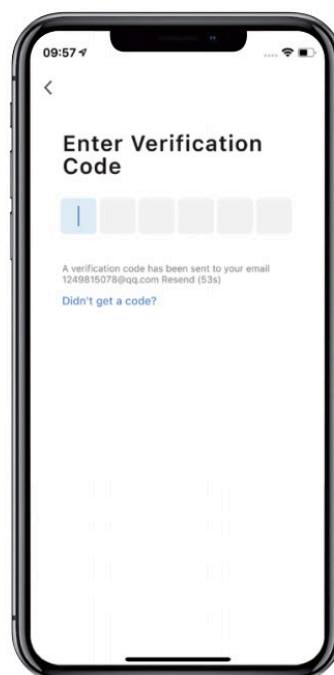 09:57
Enter Verification
Code
A verification code has been sent to your email
1249815078@qq.com Resend (53s)
Didn't get a code?